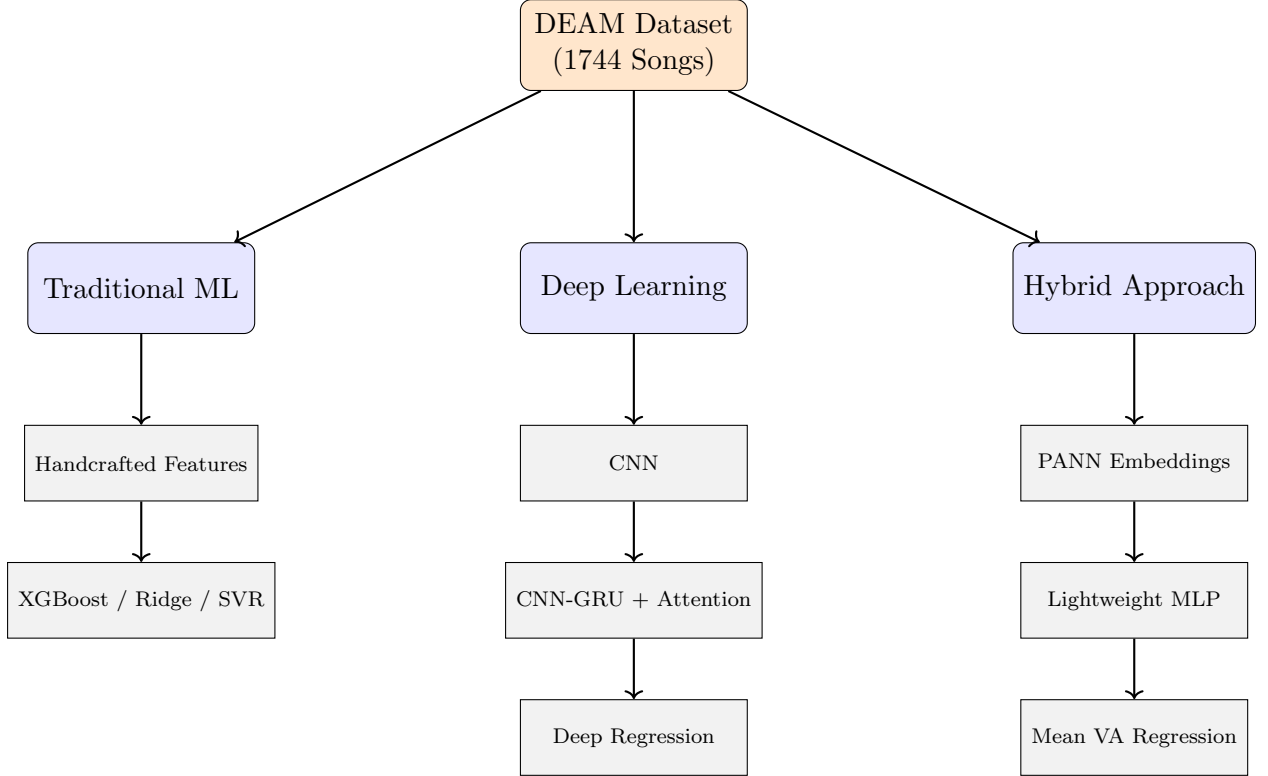 DEAM Dataset
(1744 Songs)
Traditional ML
Deep Learning
Hybrid Approach
Handcrafted Features
CNN
PANN Embeddings
XGBoost / Ridge / SVR
CNN-GRU + Attention
Lightweight MLP
Deep Regression
Mean VA Regression